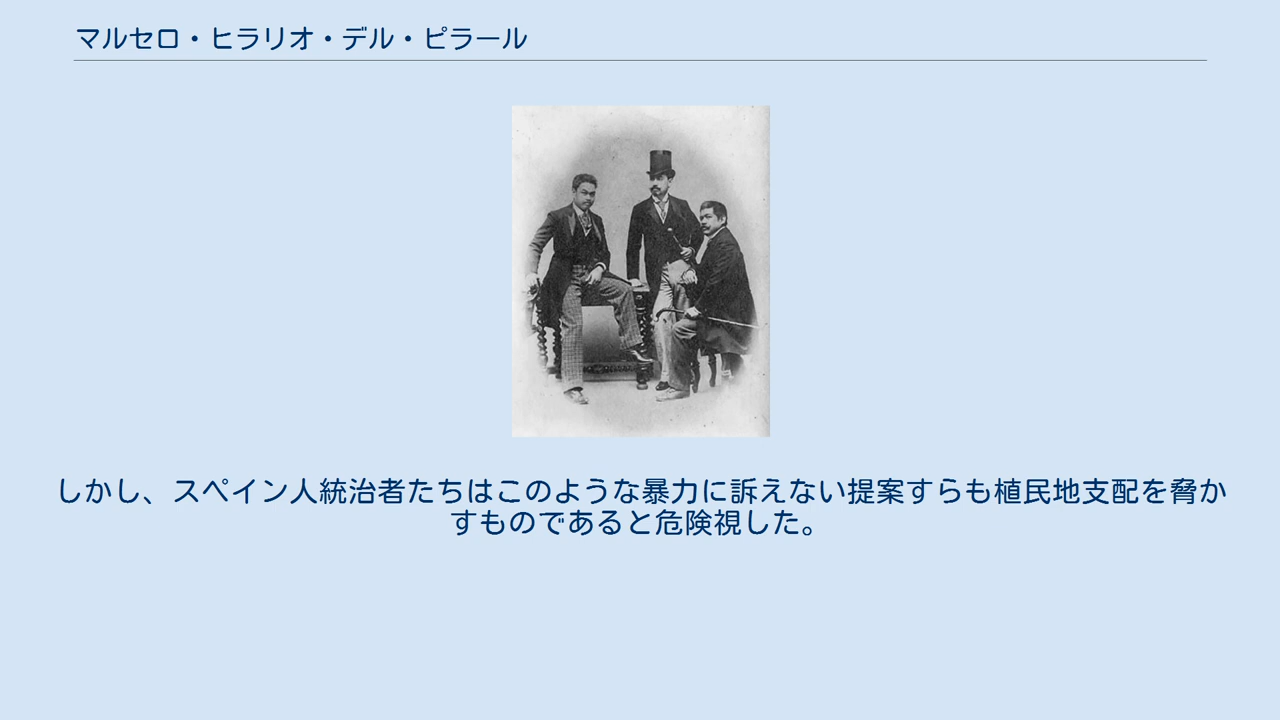 マルセロ・ヒラリオ・デル・ピラール
しかし、スペイン人統治者たちはこのような暴力に訴えない提案すらも植民地支配を脅か
すものであると危険視した。